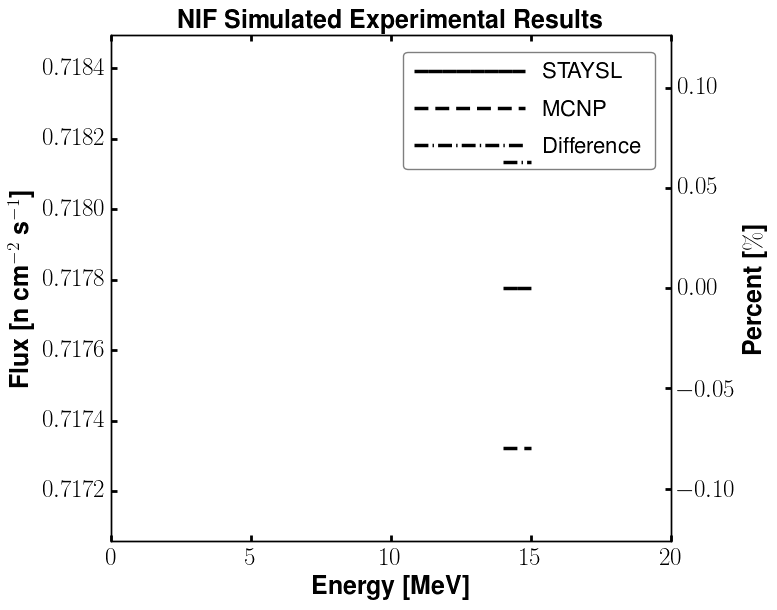 NIF Simulated Experimental Results
STAYSL
MCNP
Difference
Flux [n cm⁻² s⁻¹]
0.7184
0.7182
0.7180
0.7178
0.7176
0.7174
0.7172
0.10
0.05
0.00
−0.05
−0.10
Percent [%]
0 5 10 15 20
Energy [MeV]